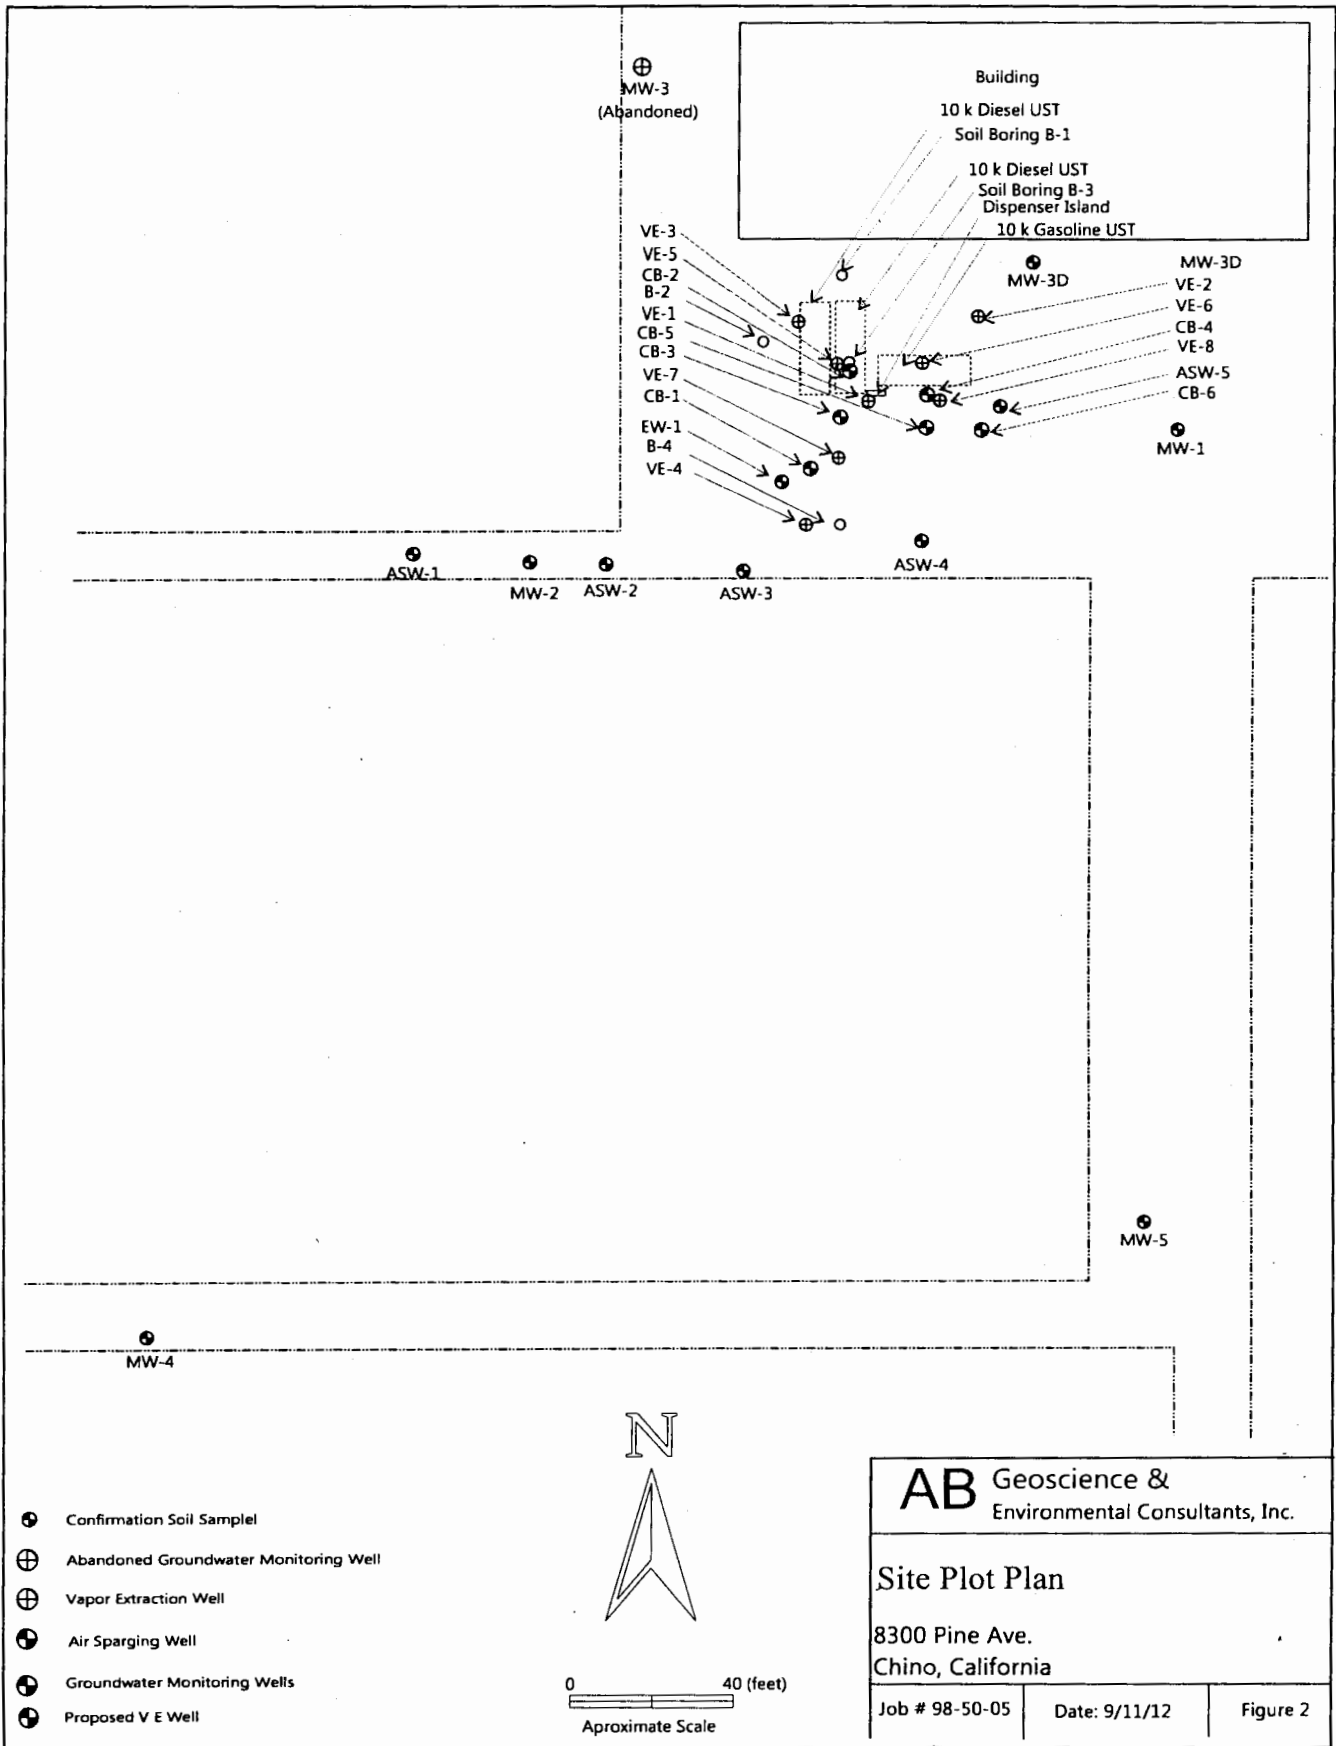 MW-3
(Abandoned)
Building
10 k Diesel UST
Soil Boring B-1
10 k Diesel UST
Soil Boring B-3
Dispenser Island
10 k Gasoline UST
VE-3
VE-5
CB-2
B-2
VE-1
CB-5
CB-3
VE-7
CB-1
EW-1
B-4
VE-4
MW-3D
MW-3D
VE-2
VE-6
CB-4
VE-8
ASW-5
CB-6
MW-1
ASW-1
MW-2
ASW-2
ASW-3
ASW-4
MW-5
MW-4
N
Confirmation Soil Samplel
Abandoned Groundwater Monitoring Well
Vapor Extraction Well
Air Sparging Well
Groundwater Monitoring Wells
Proposed V E Well
0 40 (feet)
Aproximate Scale
AB Geoscience &
Environmental Consultants, Inc.
Site Plot Plan
8300 Pine Ave.
Chino, California
Job # 98-50-05
Date: 9/11/12
Figure 2